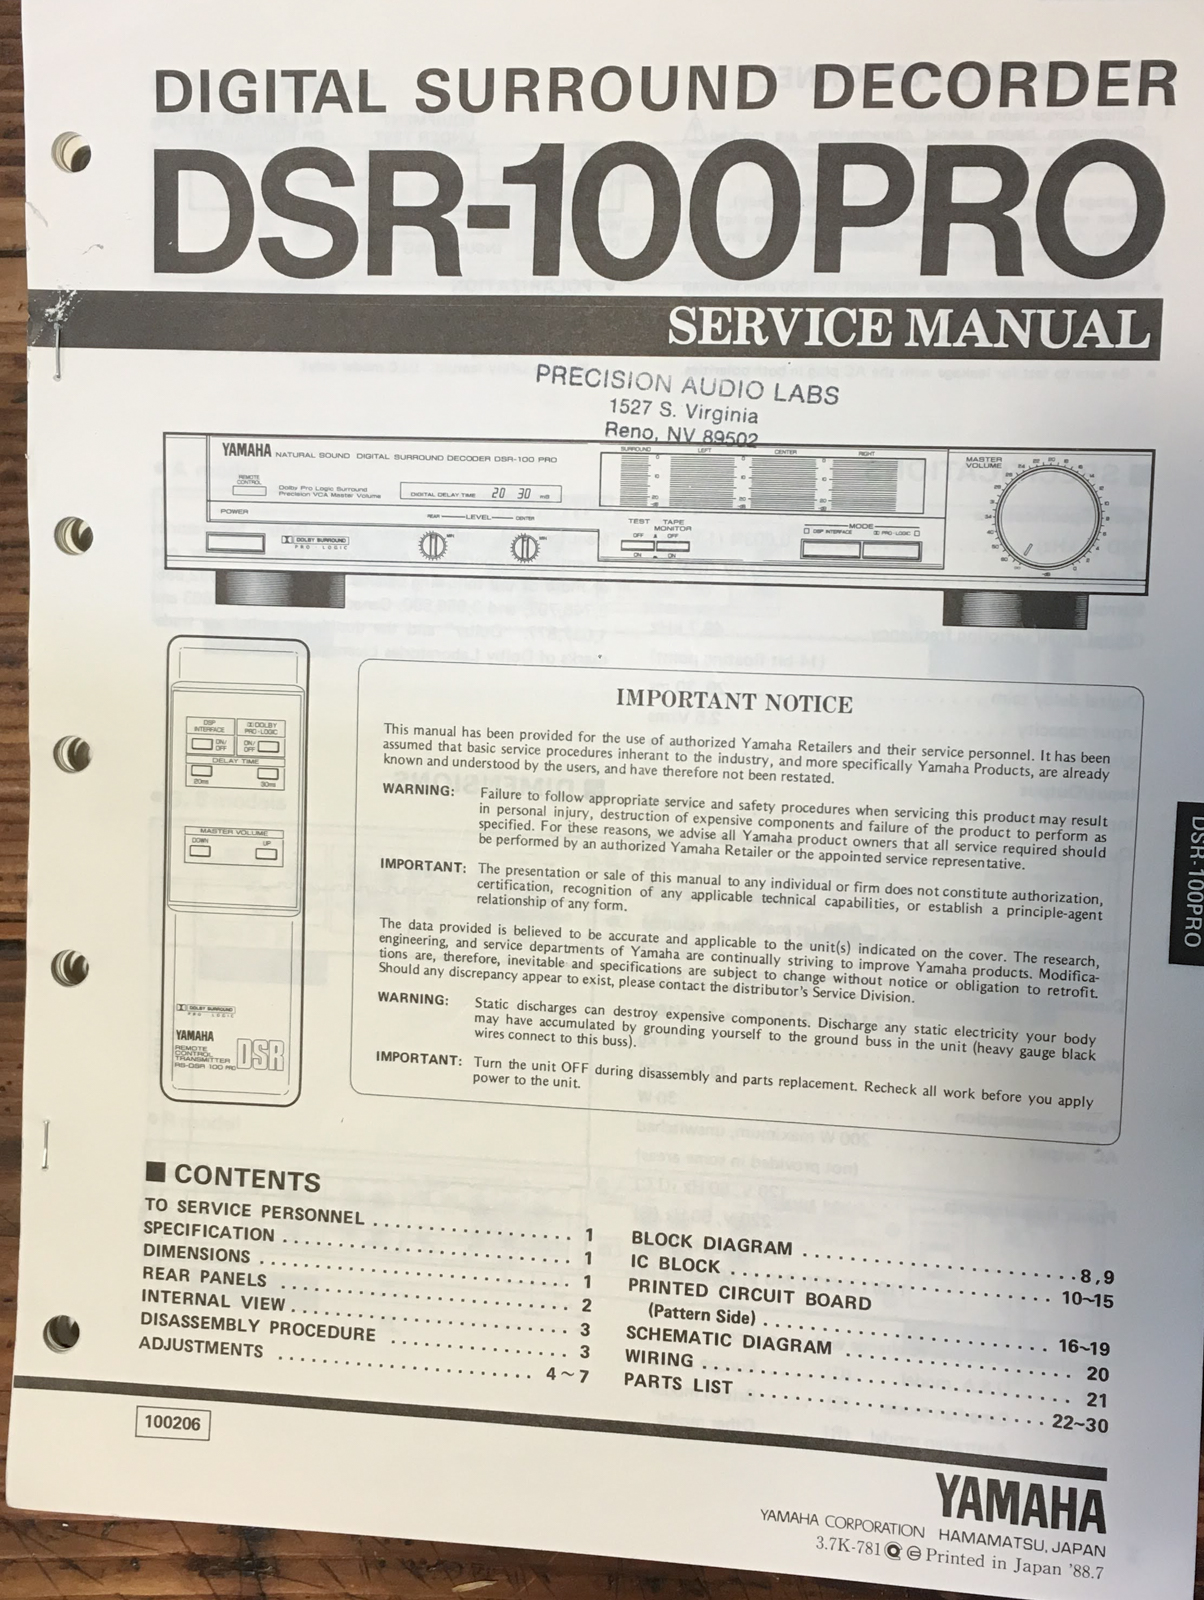 DIGITAL SURROUND DECORDER
DSR-100PRO
SERVICE MANUAL
PRECISION AUDIO LABS
1527 S. Virginia
Reno, NV 89502
YAMAHA NATURAL SOUND DIGITAL SURROUND DECODER DSR-100 PRO
SURROUND LEFT CENTER RIGHT
MASTER VOLUME
REMOTE CONTROL
Dolby Pro Logic Surround
Precision VCA Master Volume
DIGITAL DELAY TIME 20 30 mS
POWER
REAR LEVEL CENTER
DOLBY SURROUND
PRO · LOGIC
TEST TAPE MONITOR
OFF OFF
ON ON
MODE
DSP INTERFACE PRO·LOGIC
DSP INTERFACE
DOLBY PRO·LOGIC
ON/OFF ON/OFF
DELAY TIME
20ms 30ms
MASTER VOLUME
DOWN UP
DOLBY SURROUND
PRO · LOGIC
YAMAHA
REMOTE
CONTROL
TRANSMITTER
RS-DSR 100 PRO
DSR
IMPORTANT NOTICE
This manual has been provided for the use of authorized Yamaha Retailers and their service personnel. It has been
assumed that basic service procedures inherant to the industry, and more specifically Yamaha Products, are already
known and understood by the users, and have therefore not been restated.
WARNING: Failure to follow appropriate service and safety procedures when servicing this product may result
in personal injury, destruction of expensive components and failure of the product to perform as
specified. For these reasons, we advise all Yamaha product owners that all service required should
be performed by an authorized Yamaha Retailer or the appointed service representative.
IMPORTANT: The presentation or sale of this manual to any individual or firm does not constitute authorization,
certification, recognition of any applicable technical capabilities, or establish a principle-agent
relationship of any form.
The data provided is believed to be accurate and applicable to the unit(s) indicated on the cover. The research,
engineering, and service departments of Yamaha are continually striving to improve Yamaha products. Modifica-
tions are, therefore, inevitable and specifications are subject to change without notice or obligation to retrofit.
Should any discrepancy appear to exist, please contact the distributor's Service Division.
WARNING: Static discharges can destroy expensive components. Discharge any static electricity your body
may have accumulated by grounding yourself to the ground buss in the unit (heavy gauge black
wires connect to this buss).
IMPORTANT: Turn the unit OFF during disassembly and parts replacement. Recheck all work before you apply
power to the unit.
DSR-100PRO
■ CONTENTS
TO SERVICE PERSONNEL . . . . . . . . . . . . . . . . . 1
SPECIFICATION . . . . . . . . . . . . . . . . . . . . . . . . 1
DIMENSIONS . . . . . . . . . . . . . . . . . . . . . . . . . . 1
REAR PANELS . . . . . . . . . . . . . . . . . . . . . . . . . 2
INTERNAL VIEW . . . . . . . . . . . . . . . . . . . . . . . . 3
DISASSEMBLY PROCEDURE . . . . . . . . . . . . . . . 3
ADJUSTMENTS . . . . . . . . . . . . . . . . . . . . . . 4~7
BLOCK DIAGRAM . . . . . . . . . . . . . . . . . . . . . . . 8,9
IC BLOCK . . . . . . . . . . . . . . . . . . . . . . . . . . . 10~15
PRINTED CIRCUIT BOARD
(Pattern Side) . . . . . . . . . . . . . . . . . . . . . . . . 16~19
SCHEMATIC DIAGRAM . . . . . . . . . . . . . . . . . . . . 20
WIRING . . . . . . . . . . . . . . . . . . . . . . . . . . . . . . . 21
PARTS LIST . . . . . . . . . . . . . . . . . . . . . . . . . . 22~30
100206
YAMAHA
YAMAHA CORPORATION HAMAMATSU, JAPAN
3.7K-781 Printed in Japan '88.7